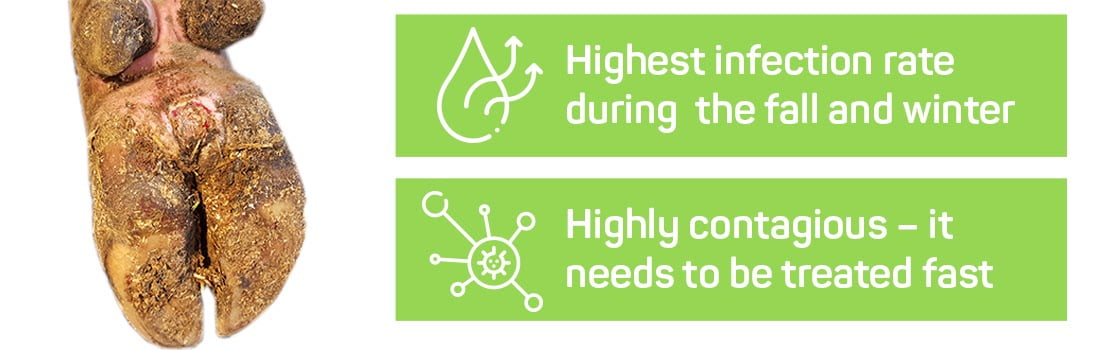 Highest infection rate
during  the fall and winter
Highly contagious – it
needs to be treated fast